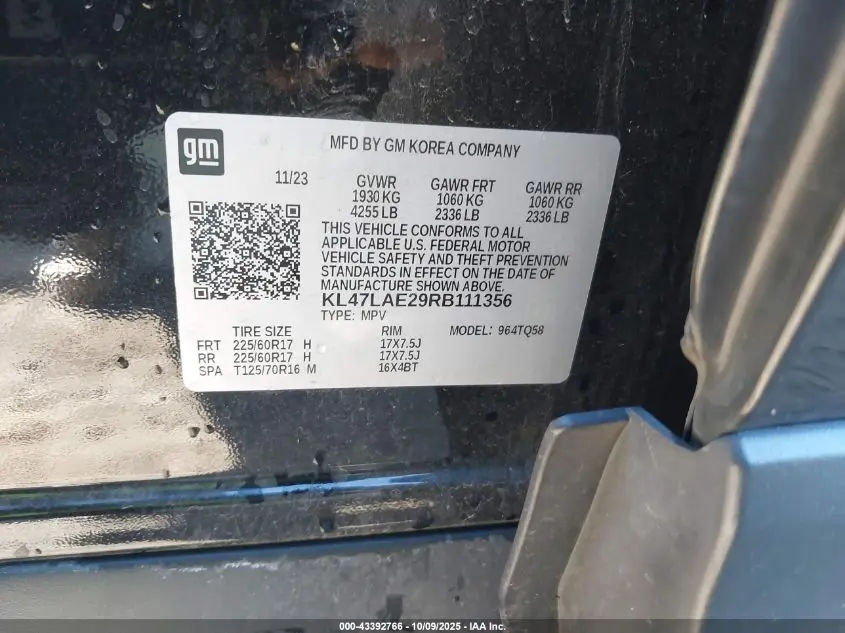 gm
MFD BY GM KOREA COMPANY
11/23 GVWR GAWR FRT GAWR RR
1930 KG 1060 KG 1060 KG
4255 LB 2336 LB 2336 LB
THIS VEHICLE CONFORMS TO ALL
APPLICABLE U.S. FEDERAL MOTOR
VEHICLE SAFETY AND THEFT PREVENTION
STANDARDS IN EFFECT ON THE DATE OF
MANUFACTURE SHOWN ABOVE.
KL47LAE29RB111356
TYPE: MPV MODEL: 964TQ58
TIRE SIZE RIM
FRT 225/60R17 H 17X7.5J
RR 225/60R17 H 17X7.5J
SPA T125/70R16 M 16X4BT
000-43392766 - 10/09/2025 - IAA Inc.